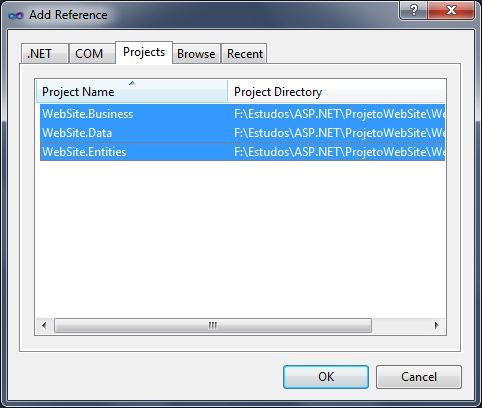 Add Reference
.NET COM Projects Browse Recent
Project Name Project Directory
WebSite.Business F:\Estudos\ASP.NET\ProjetoWebSite\We
WebSite.Data F:\Estudos\ASP.NET\ProjetoWebSite\We
WebSite.Entities F:\Estudos\ASP.NET\ProjetoWebSite\We
OK Cancel